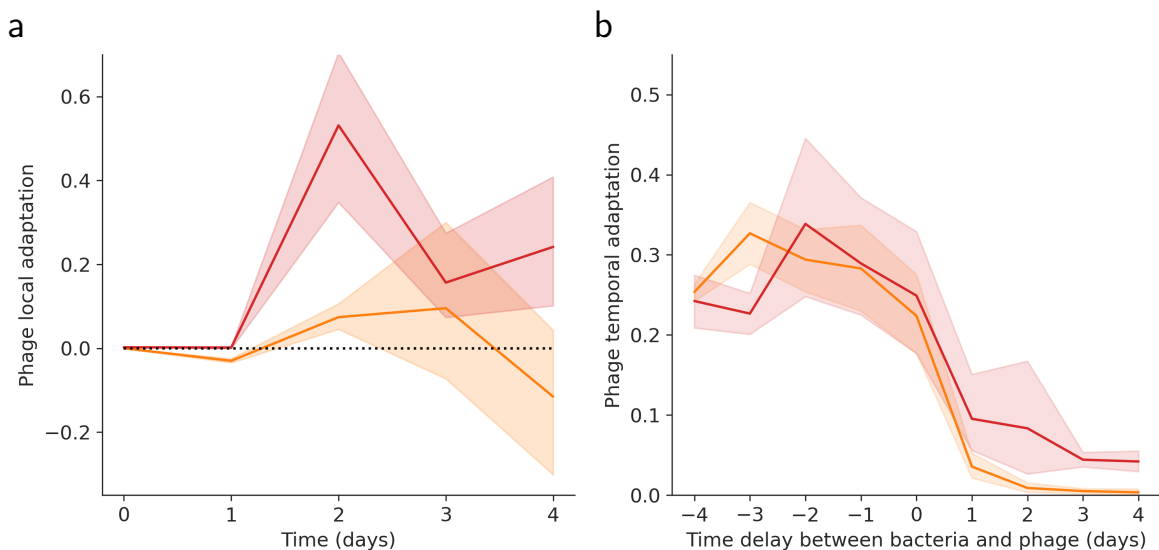 a
Phage local adaptation
0.6
0.4
0.2
0.0
−0.2
0 1 2 3 4
Time (days)
b
Phage temporal adaptation
0.5
0.4
0.3
0.2
0.1
0.0
−4 −3 −2 −1 0 1 2 3 4
Time delay between bacteria and phage (days)